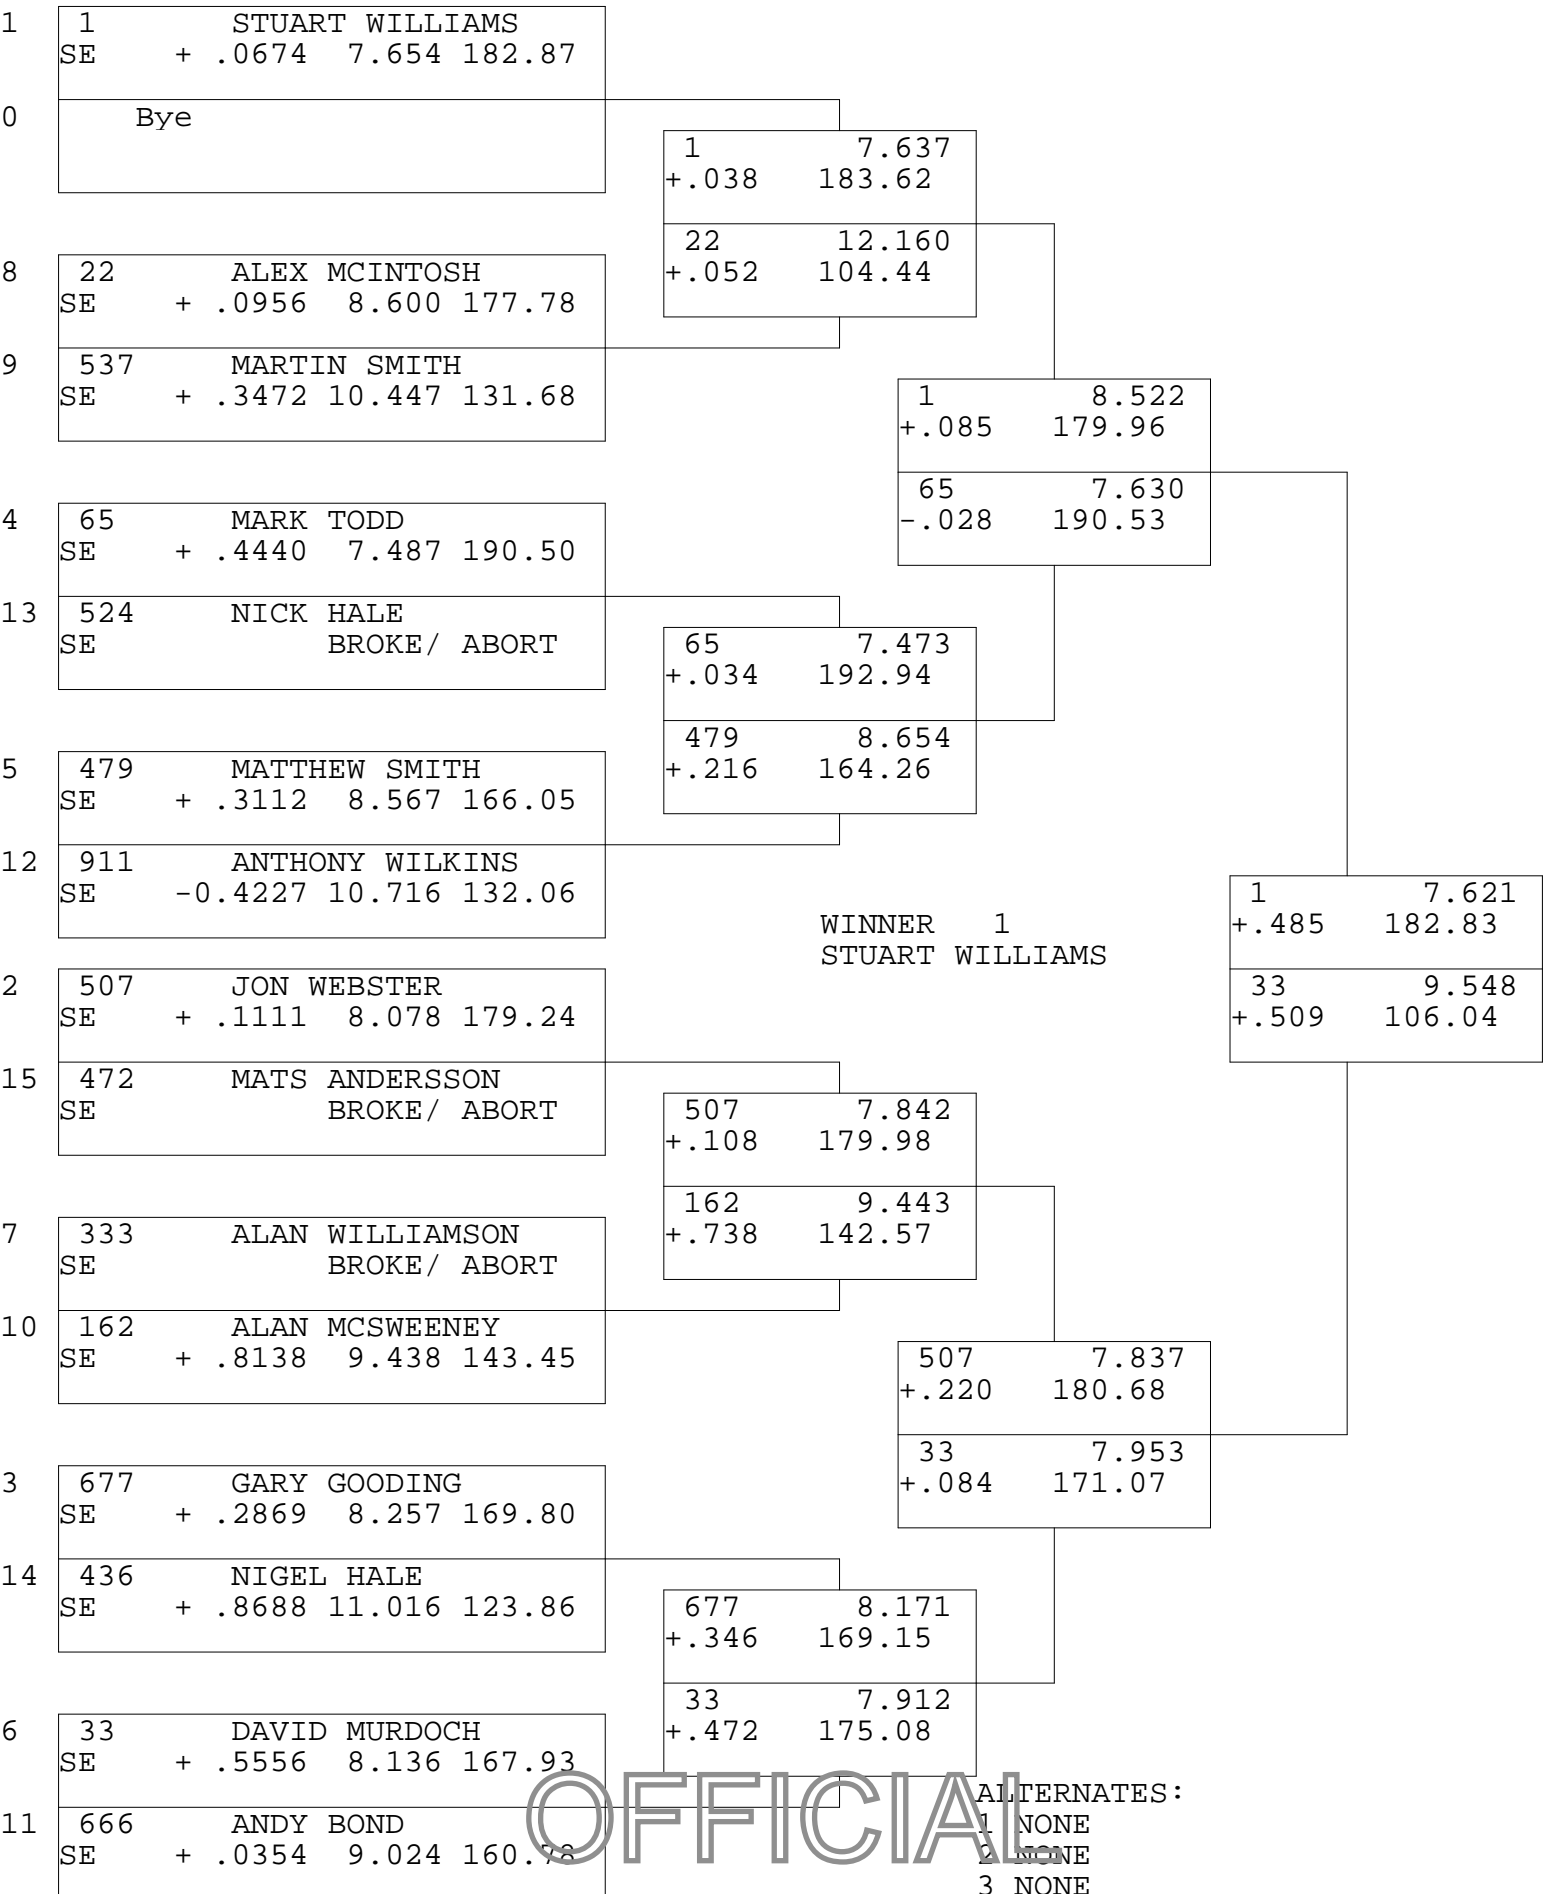 1 1 STUART WILLIAMS
SE + .0674 7.654 182.87
0 Bye
1 7.637
+.038 183.62
22 12.160
+.052 104.44
8 22 ALEX MCINTOSH
SE + .0956 8.600 177.78
9 537 MARTIN SMITH
SE + .3472 10.447 131.68
1 8.522
+.085 179.96
65 7.630
-.028 190.53
4 65 MARK TODD
SE + .4440 7.487 190.50
13 524 NICK HALE
SE BROKE/ ABORT
65 7.473
+.034 192.94
479 8.654
+.216 164.26
5 479 MATTHEW SMITH
SE + .3112 8.567 166.05
12 911 ANTHONY WILKINS
SE -0.4227 10.716 132.06
WINNER 1
STUART WILLIAMS
1 7.621
+.485 182.83
33 9.548
+.509 106.04
2 507 JON WEBSTER
SE + .1111 8.078 179.24
15 472 MATS ANDERSSON
SE BROKE/ ABORT
507 7.842
+.108 179.98
162 9.443
+.738 142.57
7 333 ALAN WILLIAMSON
SE BROKE/ ABORT
10 162 ALAN MCSWEENEY
SE + .8138 9.438 143.45
507 7.837
+.220 180.68
33 7.953
+.084 171.07
3 677 GARY GOODING
SE + .2869 8.257 169.80
14 436 NIGEL HALE
SE + .8688 11.016 123.86
677 8.171
+.346 169.15
33 7.912
+.472 175.08
6 33 DAVID MURDOCH
SE + .5556 8.136 167.93
11 666 ANDY BOND
SE + .0354 9.024 160.78
OFFICIAL
ALTERNATES:
1 NONE
2 NONE
3 NONE